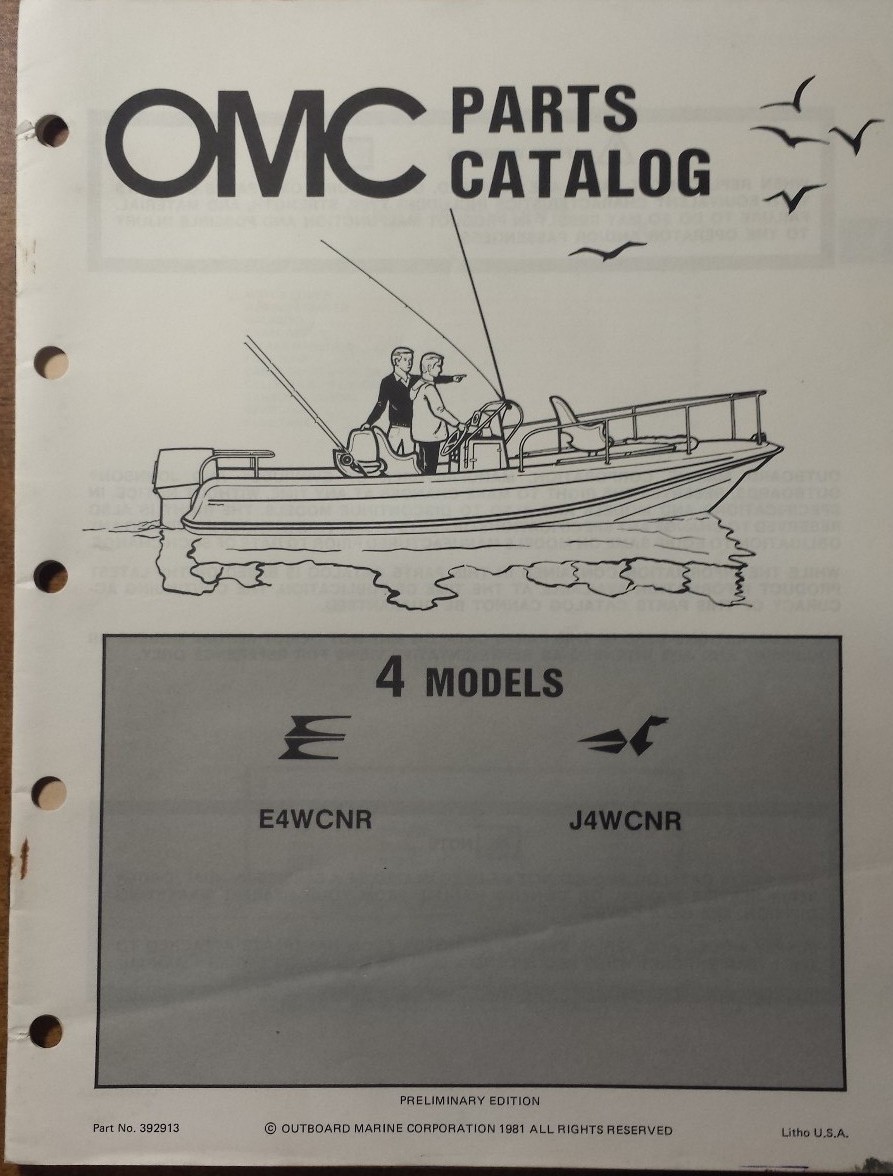 OMC PARTS
CATALOG
4 MODELS
E4WCNR J4WCNR
PRELIMINARY EDITION
Part No. 392913 © OUTBOARD MARINE CORPORATION 1981 ALL RIGHTS RESERVED Litho U.S.A.